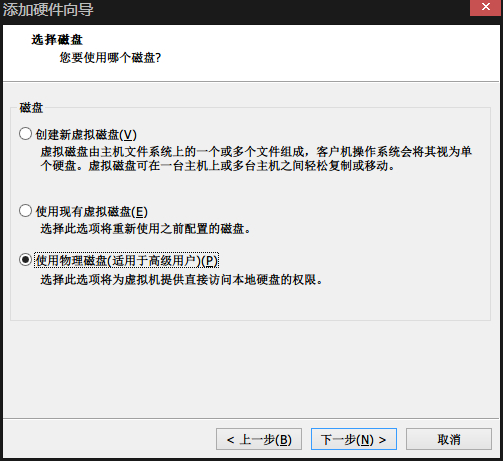 添加硬件向导
选择磁盘
您要使用哪个磁盘?
磁盘
创建新虚拟磁盘(V)
虚拟磁盘由主机文件系统上的一个或多个文件组成，客户机操作系统会将其视为单
个硬盘。虚拟磁盘可在一台主机上或多台主机之间轻松复制或移动。
使用现有虚拟磁盘(E)
选择此选项将重新使用之前配置的磁盘。
使用物理磁盘(适用于高级用户)(P)
选择此选项将为虚拟机提供直接访问本地硬盘的权限。
< 上一步(B) 下一步(N) > 取消